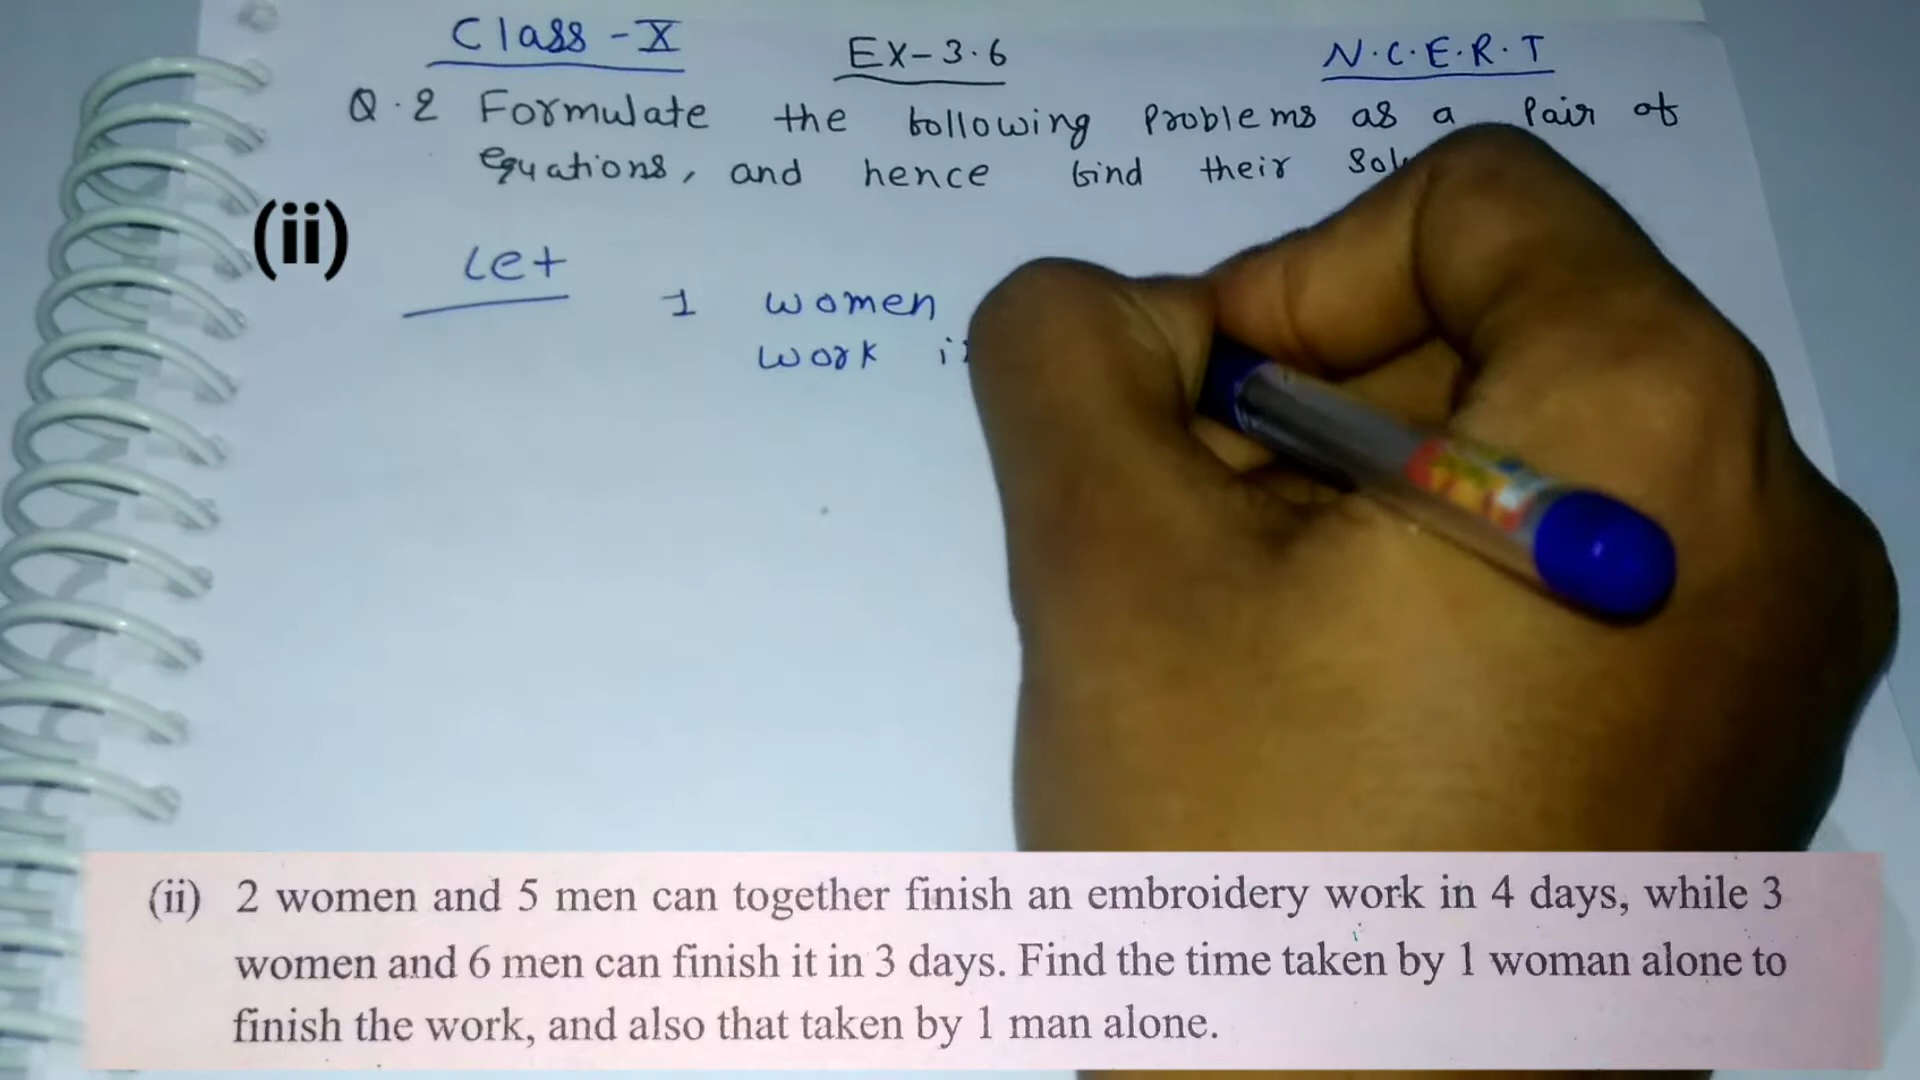 Class - X
Ex-3.6
N.C.E.R.T
Q.2 Formulate the following Problems as a Pair of
equations, and hence find their
(ii)
Let 1 women
work
(ii) 2 women and 5 men can together finish an embroidery work in 4 days, while 3
women and 6 men can finish it in 3 days. Find the time taken by 1 woman alone to
finish the work, and also that taken by 1 man alone.